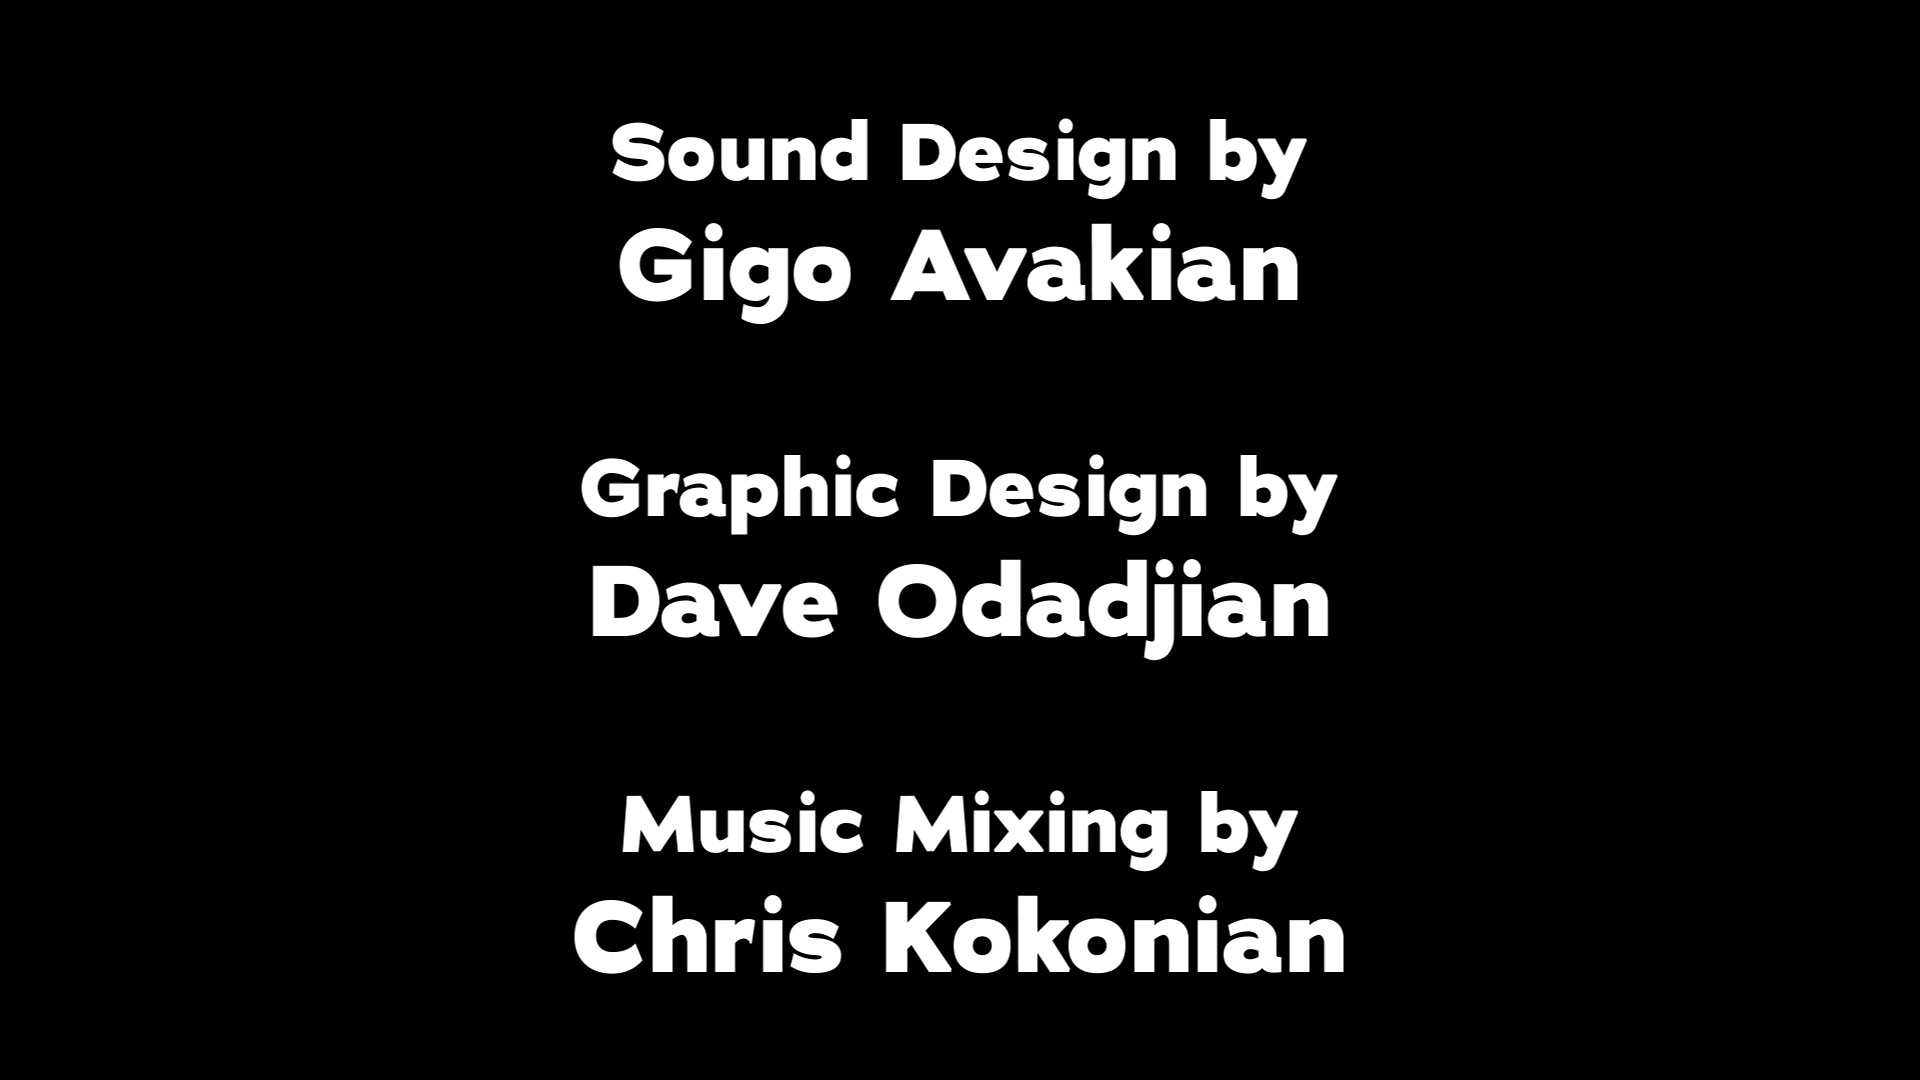 Sound Design by
Gigo Avakian
Graphic Design by
Dave Odadjian
Music Mixing by
Chris Kokonian